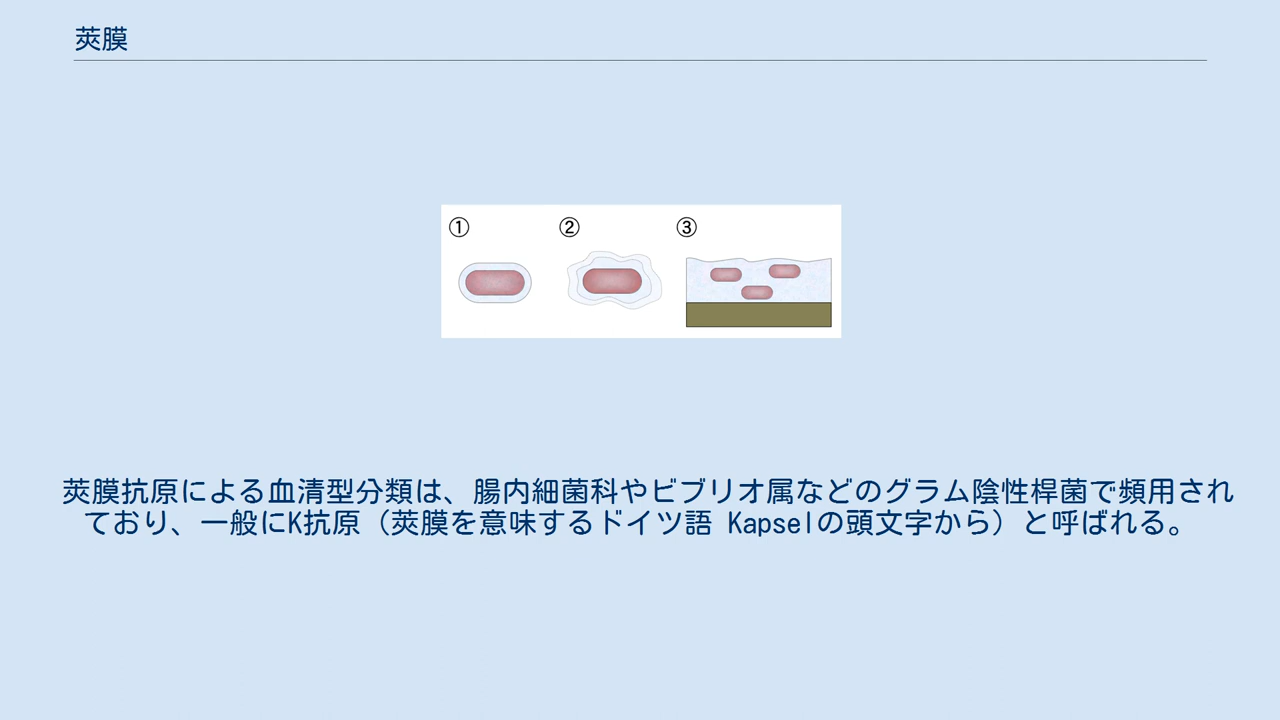 莢膜
① ② ③
莢膜抗原による血清型分類は、腸内細菌科やビブリオ属などのグラム陰性桿菌で頻用され
ており、一般にK抗原（莢膜を意味するドイツ語 Kapselの頭文字から）と呼ばれる。